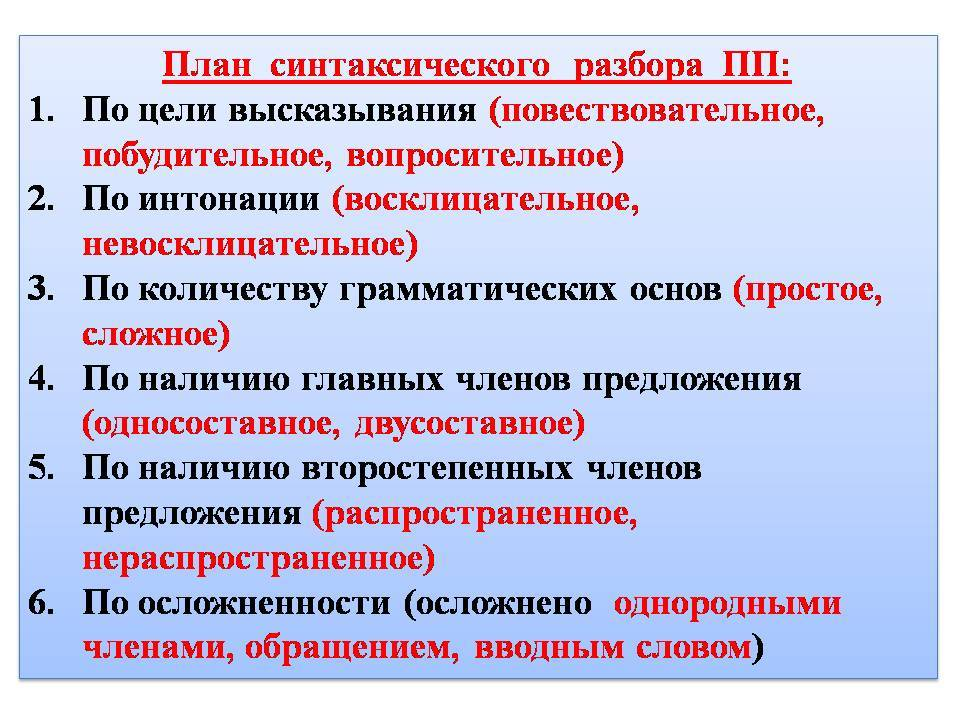 План синтаксического разбора ПП:
1. По цели высказывания (повествовательное,
побудительное, вопросительное)
2. По интонации (восклицательное,
невосклицательное)
3. По количеству грамматических основ (простое,
сложное)
4. По наличию главных членов предложения
(односоставное, двусоставное)
5. По наличию второстепенных членов
предложения (распространенное,
нераспространенное)
6. По осложненности (осложнено однородными
членами, обращением, вводным словом)